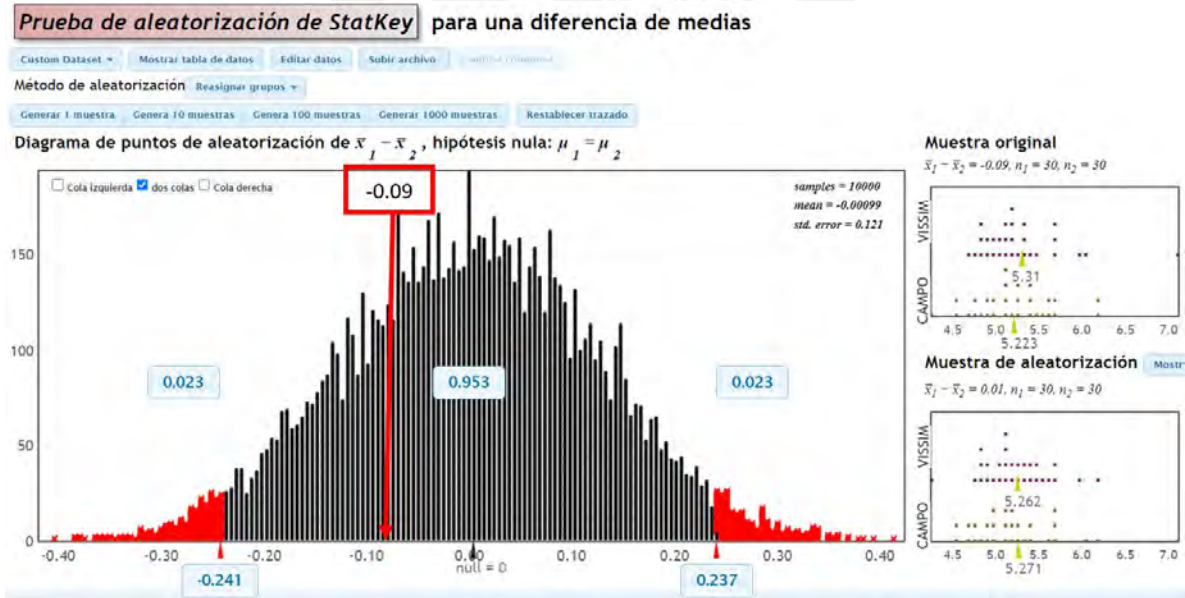 Prueba de aleatorización de StatKey para una diferencia de medias
Custom Dataset Mostrar tabla de datos Editar datos Subir archivo
Método de aleatorización Reasignar grupos
Generar 1 muestra Genera 10 muestras Genera 100 muestras Generar 1000 muestras Restablecer trazado
Diagrama de puntos de aleatorización de x̄1 − x̄2 , hipótesis nula: μ1 = μ2
Cola izquierda dos colas Cola derecha
-0.09
samples = 10000
mean = -0.00099
std. error = 0.121
150
100
50
0
0.023
0.953
0.023
-0.40 -0.30 -0.20 -0.10 0.00 0.10 0.20 0.30 0.40
null = 0
-0.241
0.237
Muestra original
x̄1 − x̄2 = -0.09, n1 = 30, n2 = 30
VISSIM
5.31
CAMPO
4.5 5.0 5.5 6.0 6.5 7.0
5.223
Muestra de aleatorización Mostr
x̄1 − x̄2 = 0.01, n1 = 30, n2 = 30
VISSIM
5.262
CAMPO
4.5 5.0 5.5 6.0 6.5 7.0
5.271